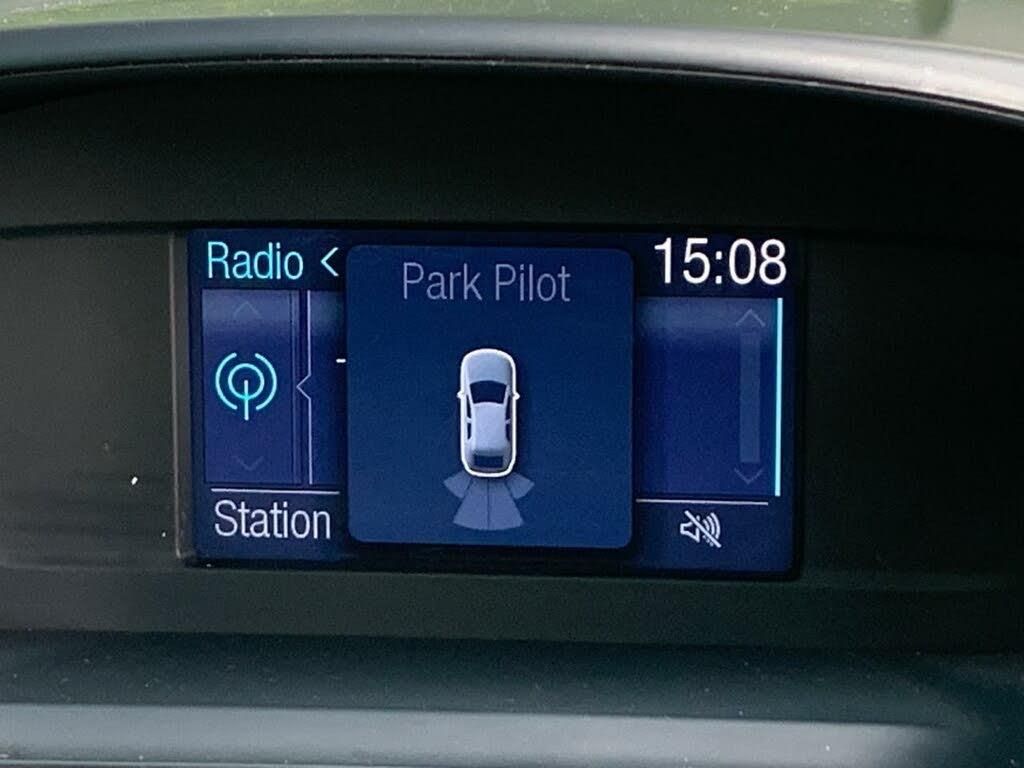 Radio <
Park Pilot
15:08
Station